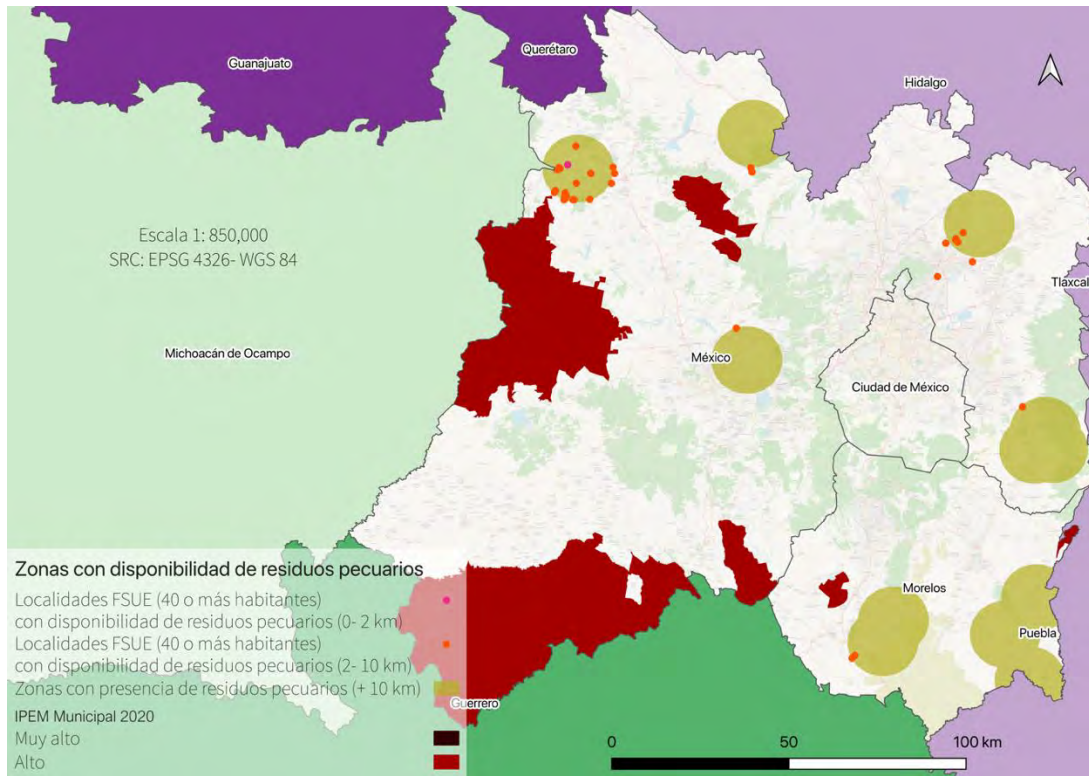 Guanajuato
Querétaro
Hidalgo
Escala 1: 850,000
SRC: EPSG 4326- WGS 84
Tlaxcal
Michoacán de Ocampo
México
Ciudad de México
Morelos
Puebla
Guerrero
Zonas con disponibilidad de residuos pecuarios
Localidades FSUE (40 o más habitantes)
con disponibilidad de residuos pecuarios (0- 2 km)
Localidades FSUE (40 o más habitantes)
con disponibilidad de residuos pecuarios (2- 10 km)
Zonas con presencia de residuos pecuarios (+ 10 km)
IPEM Municipal 2020
Muy alto
Alto
0 50 100 km